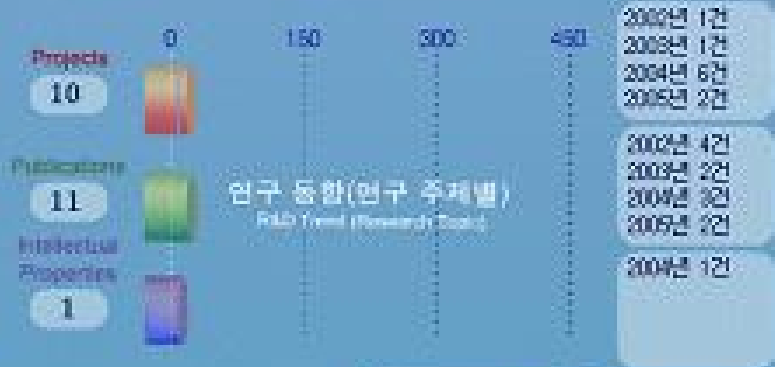 0 150 300 450
Projects
10
Publications
11
Intellectual
Properties
1
연구 동향(연구 주제별)
R&D Trend (Research Topic)
2002년 1건
2003년 1건
2004년 6건
2005년 2건
2002년 4건
2003년 2건
2004년 3건
2005년 2건
2004년 1건